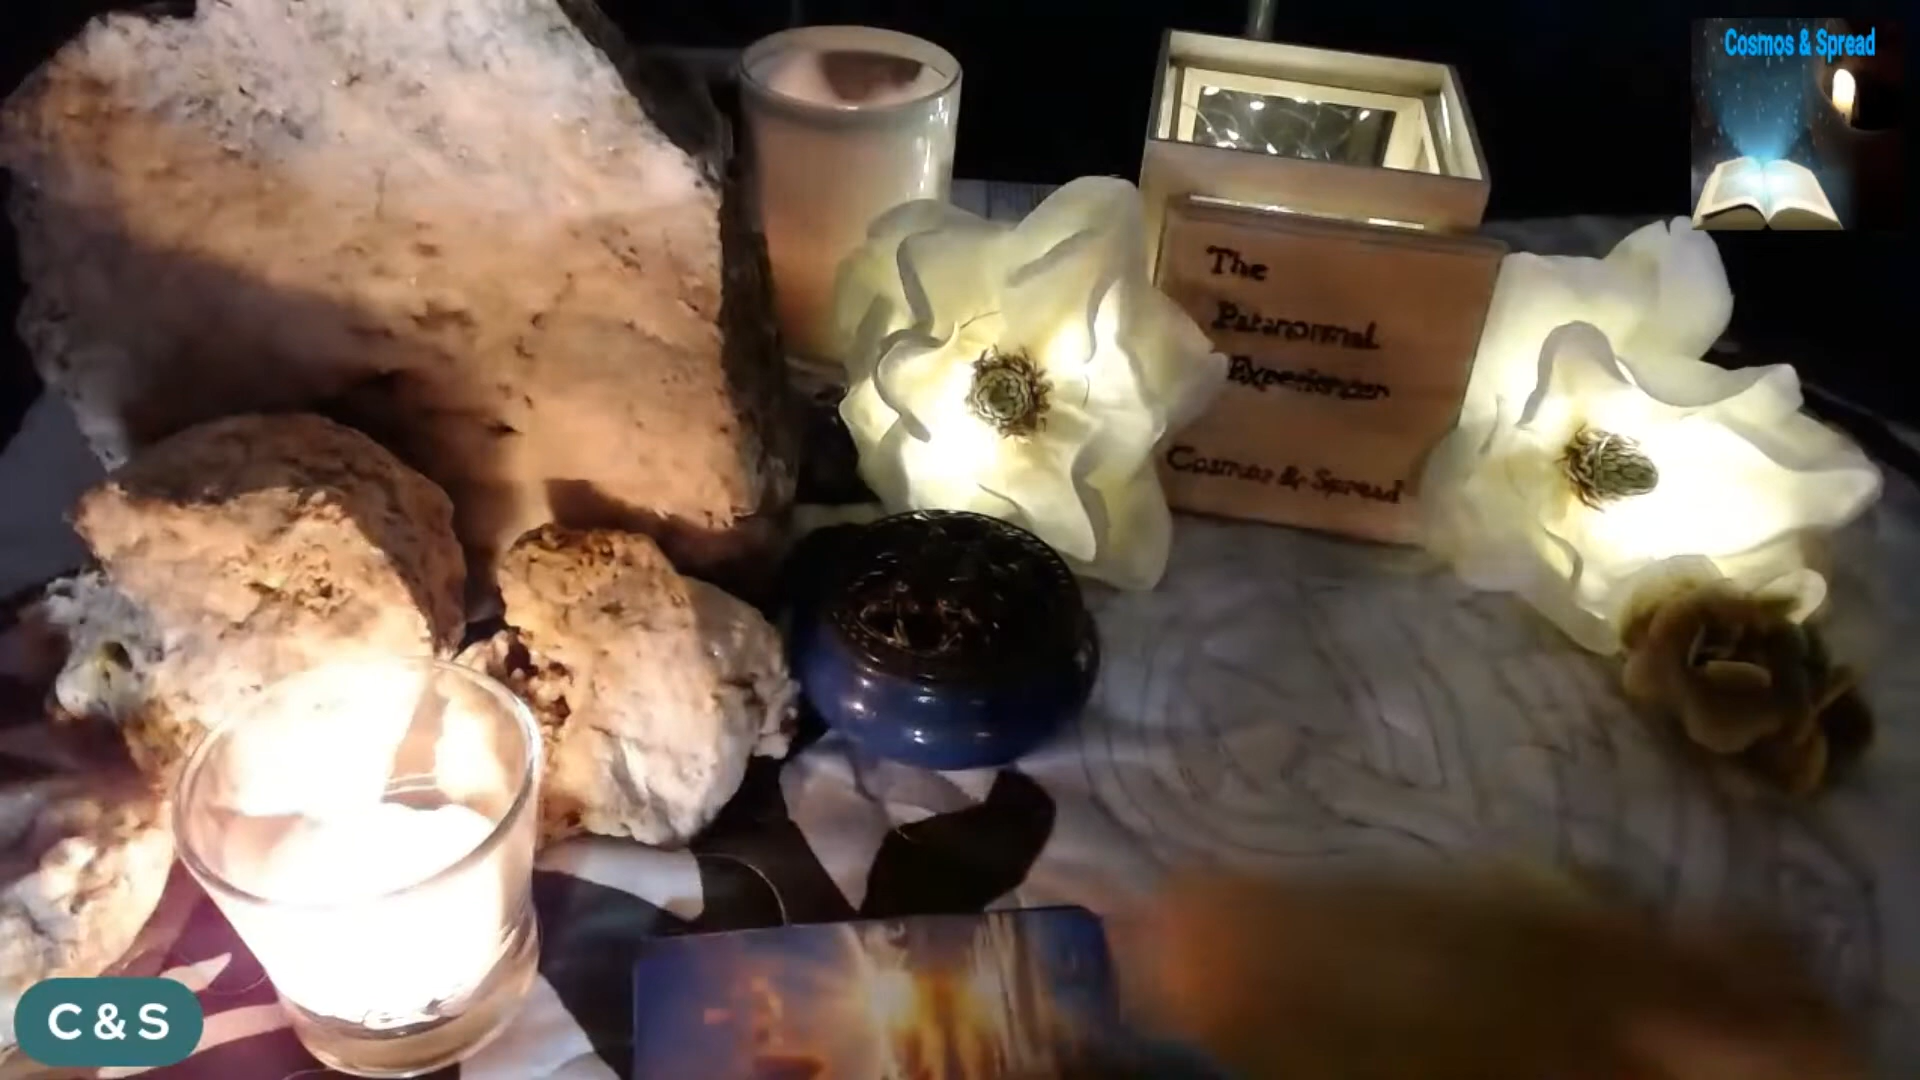 Cosmos & Spread
The
Paranormal
Experiencer
Cosmos & Spread
C & S